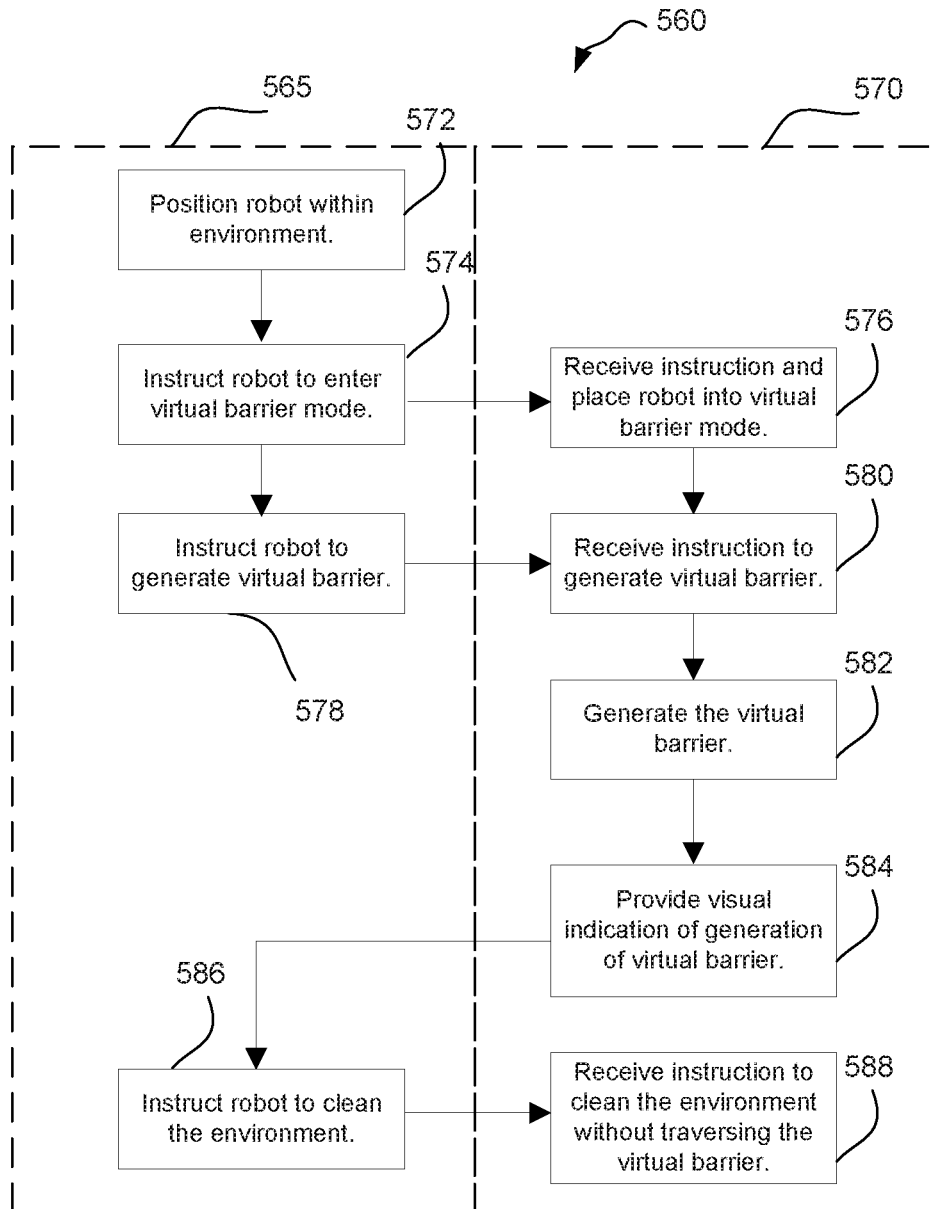 560
565
570
572
Position robot within
environment.
574
Instruct robot to enter
virtual barrier mode.
576
Receive instruction and
place robot into virtual
barrier mode.
Instruct robot to
generate virtual barrier.
578
580
Receive instruction to
generate virtual barrier.
582
Generate the virtual
barrier.
584
Provide visual
indication of generation
of virtual barrier.
586
Instruct robot to clean
the environment.
588
Receive instruction to
clean the environment
without traversing the
virtual barrier.